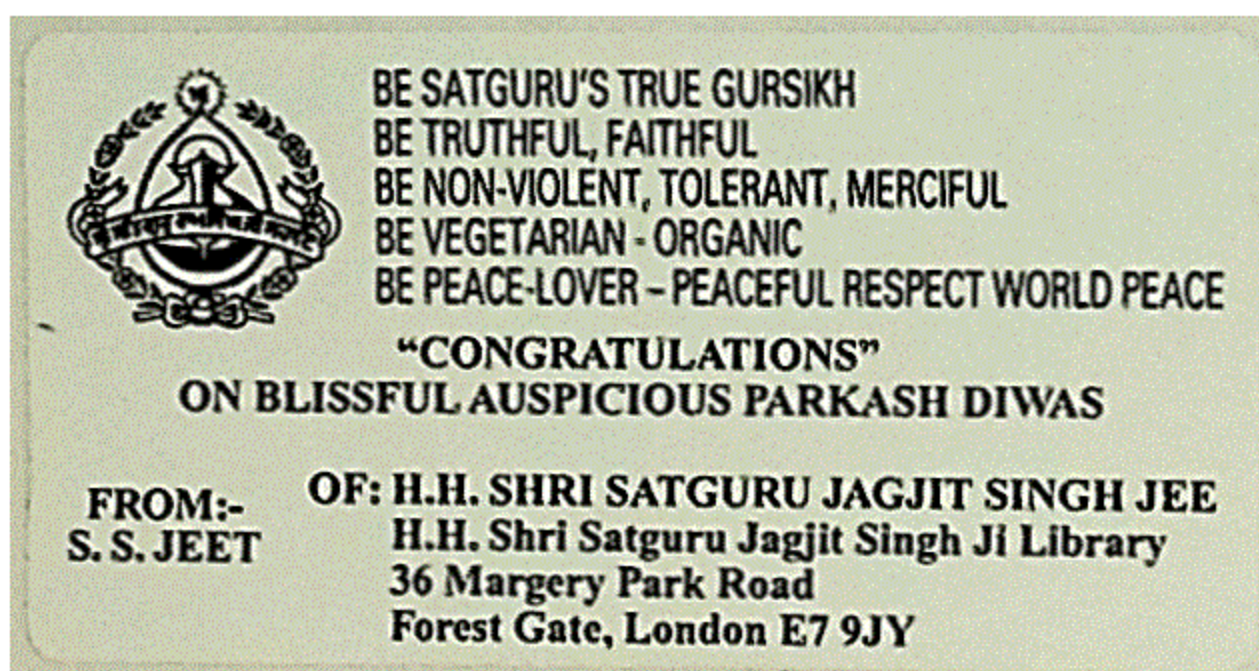 BE SATGURU'S TRUE GURSIKH
BE TRUTHFUL, FAITHFUL
BE NON-VIOLENT, TOLERANT, MERCIFUL
BE VEGETARIAN - ORGANIC
BE PEACE-LOVER – PEACEFUL RESPECT WORLD PEACE
“CONGRATULATIONS”
ON BLISSFUL AUSPICIOUS PARKASH DIWAS
FROM:-
S. S. JEET
OF: H.H. SHRI SATGURU JAGJIT SINGH JEE
H.H. Shri Satguru Jagjit Singh Ji Library
36 Margery Park Road
Forest Gate, London E7 9JY